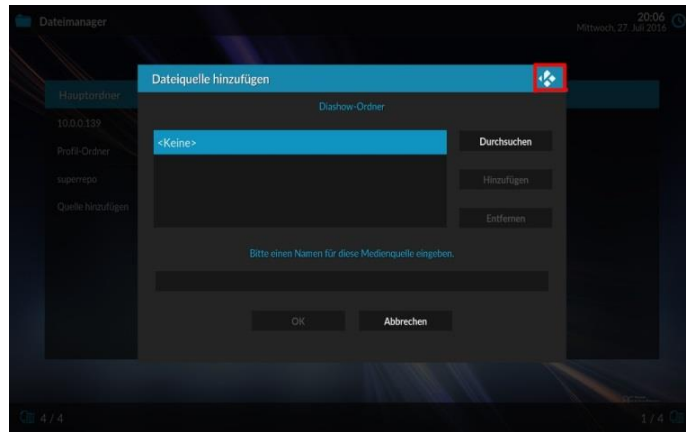 Dateimanager
20:06
Mittwoch, 27. Juli 2016
Dateiquelle hinzufügen
Hauptordner
Diashow-Ordner
10.0.0.139
<Keine>
Durchsuchen
Profil-Ordner
superrepo
Hinzufügen
Quelle hinzufügen
Entfernen
Bitte einen Namen für diese Medienquelle eingeben.
OK
Abbrechen
4 / 4
1 / 4